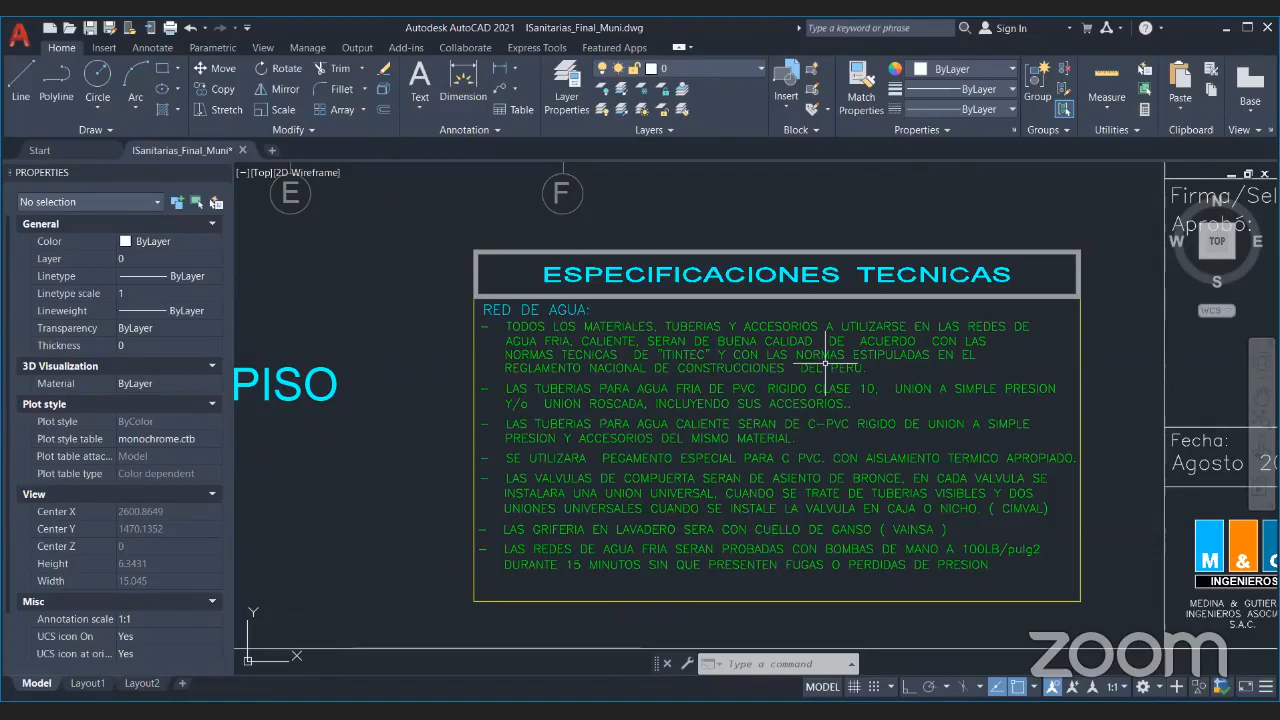 Autodesk AutoCAD 2021 ISanitarias_Final_Muni.dwg
Type a keyword or phrase
Sign In
Home Insert Annotate Parametric View Manage Output Add-ins Collaborate Express Tools Featured Apps
Line Polyline Circle Arc
Move Rotate Trim
Copy Mirror Fillet
Stretch Scale Array
Text Dimension Table
Layer Properties
0
Insert
Match Properties
ByLayer
ByLayer
ByLayer
Group Measure Paste Base
Draw Modify Annotation Layers Block Properties Groups Utilities Clipboard View
Start ISanitarias_Final_Muni*
PROPERTIES
No selection
General
Color ByLayer
Layer 0
Linetype ByLayer
Linetype scale 1
Lineweight ByLayer
Transparency ByLayer
Thickness 0
3D Visualization
Material ByLayer
Plot style
Plot style ByColor
Plot style table monochrome.ctb
Plot table attac... Model
Plot table type Color dependent
View
Center X 2600.8649
Center Y 1470.1352
Center Z 0
Height 6.3431
Width 15.045
Misc
Annotation scale 1:1
UCS icon On Yes
UCS icon at ori... Yes
[−][Top][2D Wireframe]
E F
PISO
ESPECIFICACIONES TECNICAS
RED DE AGUA:
– TODOS LOS MATERIALES, TUBERIAS Y ACCESORIOS A UTILIZARSE EN LAS REDES DE
AGUA FRIA, CALIENTE, SERAN DE BUENA CALIDAD DE ACUERDO CON LAS
NORMAS TECNICAS DE "ITINTEC" Y CON LAS NORMAS ESTIPULADAS EN EL
REGLAMENTO NACIONAL DE CONSTRUCCIONES DEL PERU.
– LAS TUBERIAS PARA AGUA FRIA DE PVC RIGIDO CLASE 10, UNION A SIMPLE PRESION
Y/o UNION ROSCADA, INCLUYENDO SUS ACCESORIOS..
– LAS TUBERIAS PARA AGUA CALIENTE SERAN DE C-PVC RIGIDO DE UNION A SIMPLE
PRESION Y ACCESORIOS DEL MISMO MATERIAL.
– SE UTILIZARA PEGAMENTO ESPECIAL PARA C PVC. CON AISLAMIENTO TERMICO APROPIADO.
– LAS VALVULAS DE COMPUERTA SERAN DE ASIENTO DE BRONCE, EN CADA VALVULA SE
INSTALARA UNA UNION UNIVERSAL, CUANDO SE TRATE DE TUBERIAS VISIBLES Y DOS
UNIONES UNIVERSALES CUANDO SE INSTALE LA VALVULA EN CAJA O NICHO. ( CIMVAL)
– LAS GRIFERIA EN LAVADERO SERA CON CUELLO DE GANSO ( VAINSA )
– LAS REDES DE AGUA FRIA SERAN PROBADAS CON BOMBAS DE MANO A 100LB/pulg2
DURANTE 15 MINUTOS SIN QUE PRESENTEN FUGAS O PERDIDAS DE PRESION
Firma/Sel
Aprobó:
N
W TOP E
S
WCS
Fecha:
Agosto 20
M &
INGENIEROS
MEDINA & GUTIER
INGENIEROS ASOCIA
S.A.C.
Y
X
Type a command
zoom
Model Layout1 Layout2
MODEL 1:1